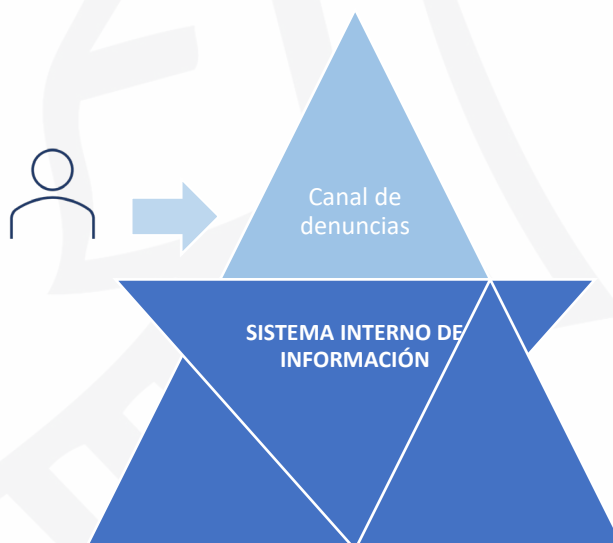 Canal de
denuncias
SISTEMA INTERNO DE
INFORMACIÓN